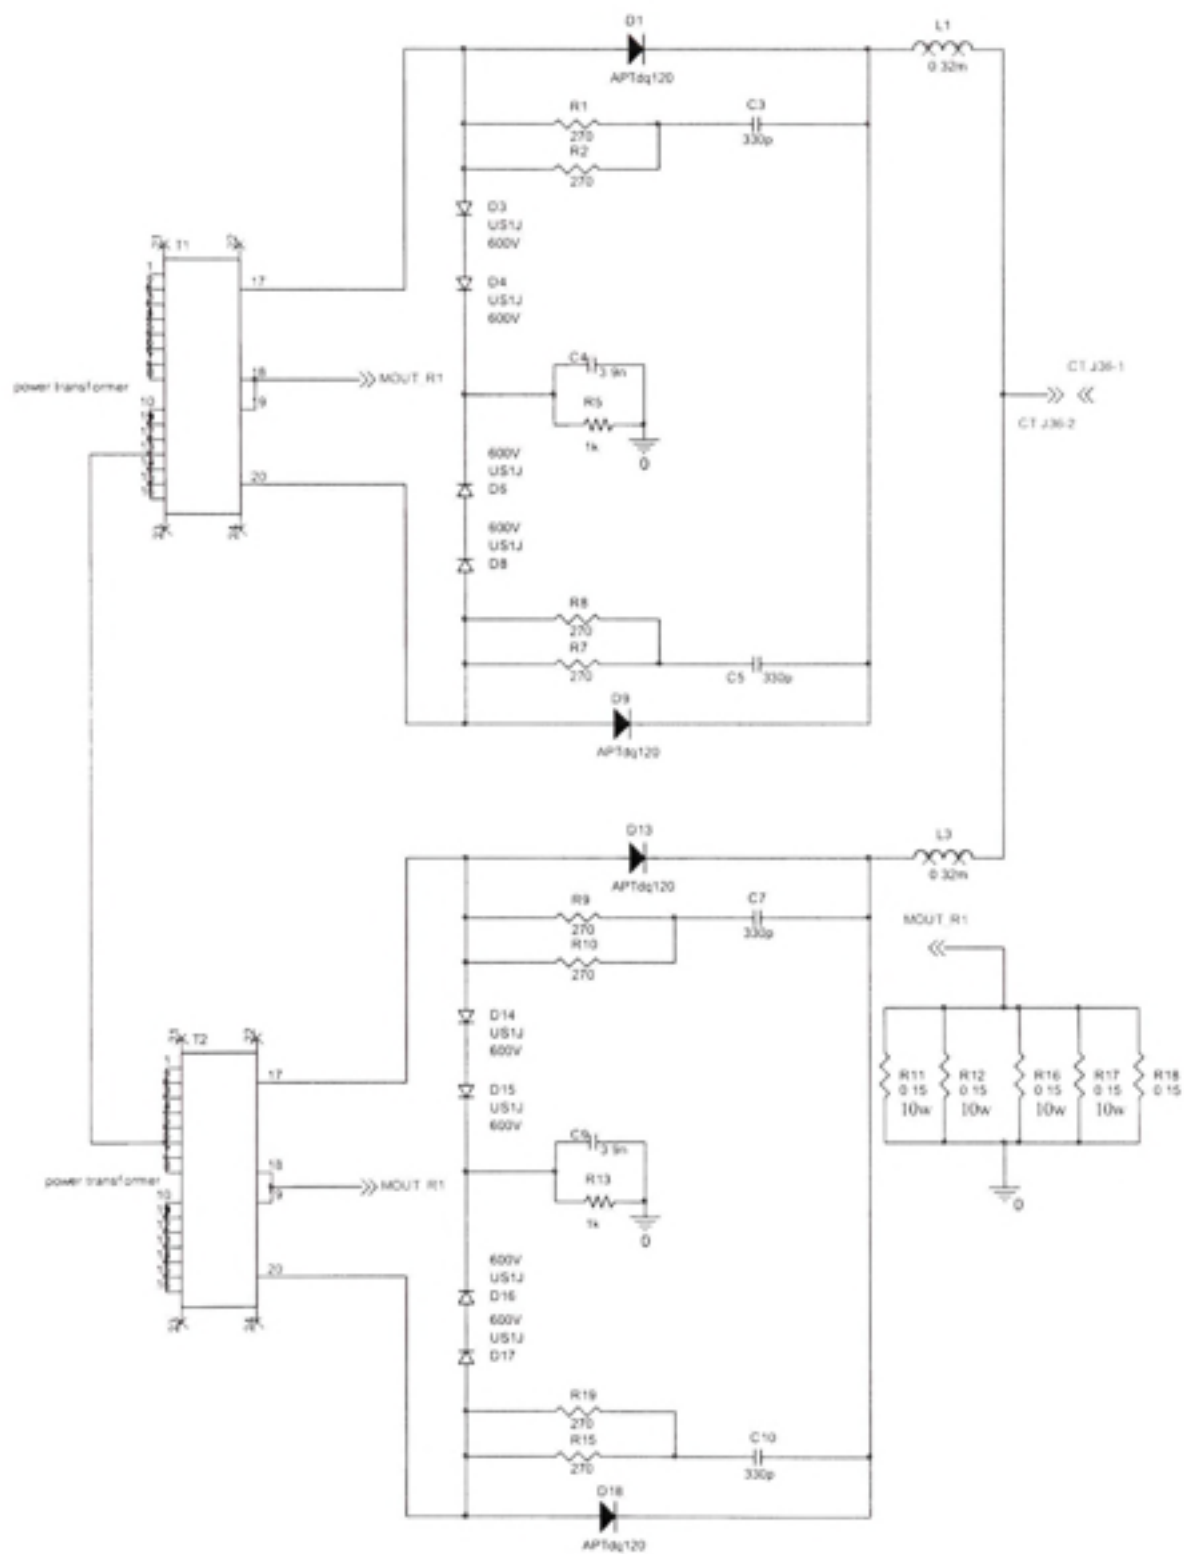 D1
APTdq120
L1
0.32m
R1
270
C3
330p
R2
270
D3
US1J
600V
T1
1
17
D4
US1J
600V
power transformer
18
MOUT_R1
19
10
C4
3.9n
R5
1k
0
CT J36-1
CT J36-2
20
600V
US1J
D6
600V
US1J
D8
R8
270
R7
270
C5
330p
D9
APTdq120
D13
APTdq120
L3
0.32m
R9
270
C7
330p
R10
270
MOUT_R1
D14
US1J
600V
T2
1
17
D15
US1J
600V
R11
0.15
10w
R12
0.15
10w
R16
0.15
10w
R17
0.15
10w
R18
0.15
0
power transformer
18
MOUT_R1
19
10
C9
3.9n
R13
1k
0
20
600V
US1J
D16
600V
US1J
D17
R19
270
R15
270
C10
330p
D18
APTdq120